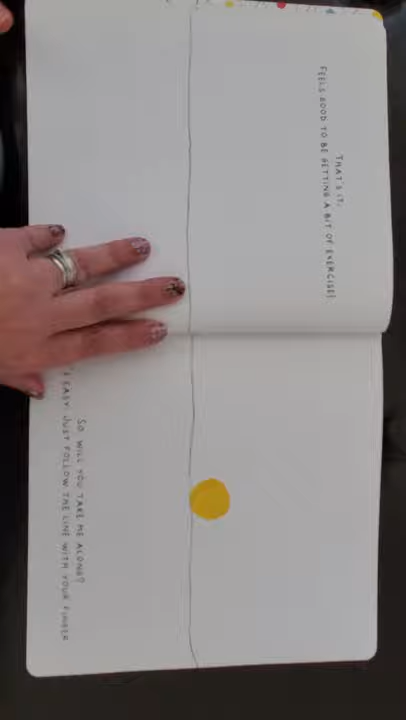 THAT'S IT.
FEELS GOOD TO BE GETTING A BIT OF EXERCISE!
SO, WILL YOU TAKE ME ALONG?
EASY. JUST FOLLOW THE LINE WITH YOUR FINGER